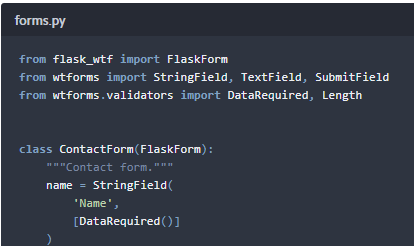 forms.py
from flask_wtf import FlaskForm
from wtforms import StringField, TextField, SubmitField
from wtforms.validators import DataRequired, Length
class ContactForm(FlaskForm):
    """Contact form."""
    name = StringField(
        'Name',
        [DataRequired()]
    )